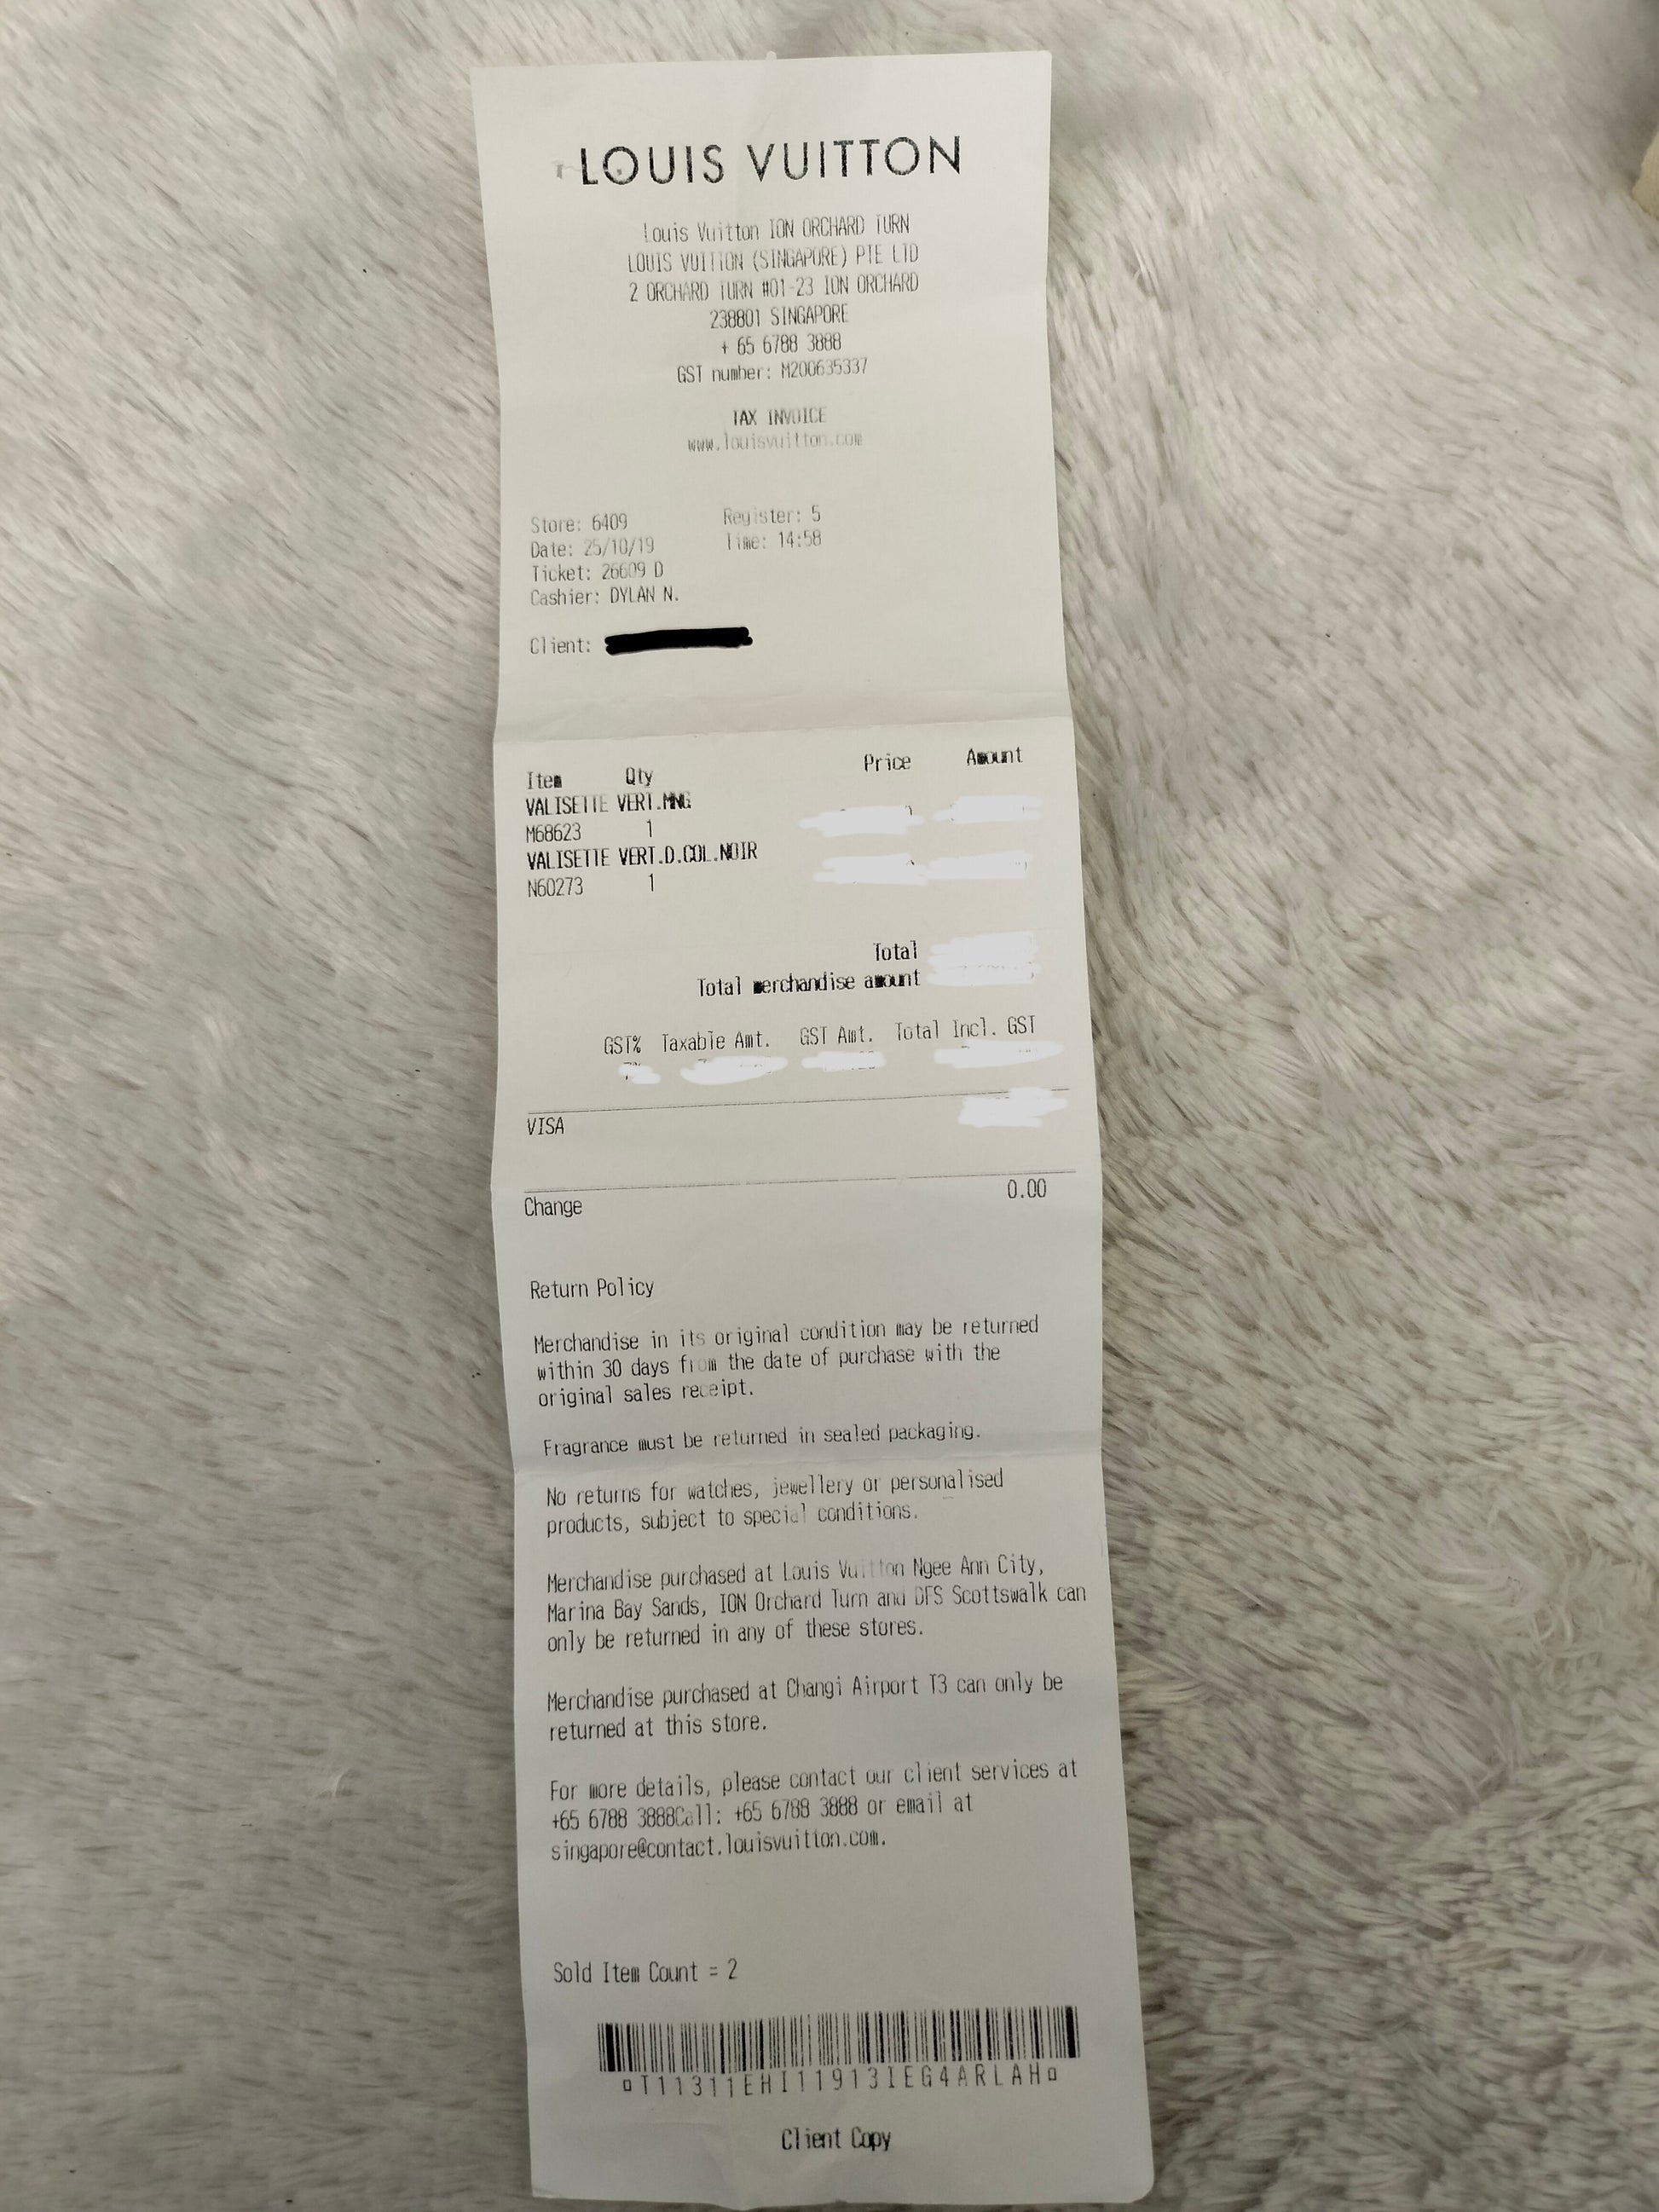 LOUIS VUITTON
Louis Vuitton ION ORCHARD TURN
LOUIS VUITTON (SINGAPORE) PTE LTD
2 ORCHARD TURN #01-23 ION ORCHARD
238801 SINGAPORE
+ 65 6788 3888
GST number: M200635337
TAX INVOICE
www.louisvuitton.com
Store: 6409 Register: 5
Date: 25/10/19 Time: 14:58
Ticket: 26609 D
Cashier: DYLAN N.
Client:
Item Qty Price Amount
VALISETTE VERT.MNG
M68623 1
VALISETTE VERT.D.COL.NOIR
N60273 1
Total
Total merchandise amount
GST% Taxable Amt. GST Amt. Total Incl. GST
VISA
Change 0.00
Return Policy
Merchandise in its original condition may be returned
within 30 days from the date of purchase with the
original sales receipt.
Fragrance must be returned in sealed packaging.
No returns for watches, jewellery or personalised
products, subject to special conditions.
Merchandise purchased at Louis Vuitton Ngee Ann City,
Marina Bay Sands, ION Orchard Turn and DFS Scottswalk can
only be returned in any of these stores.
Merchandise purchased at Changi Airport T3 can only be
returned at this store.
For more details, please contact our client services at
+65 6788 3888Call: +65 6788 3888 or email at
singapore@contact.louisvuitton.com.
Sold Item Count = 2
¤T11311EHI119131EG4ARLAH¤
Client Copy